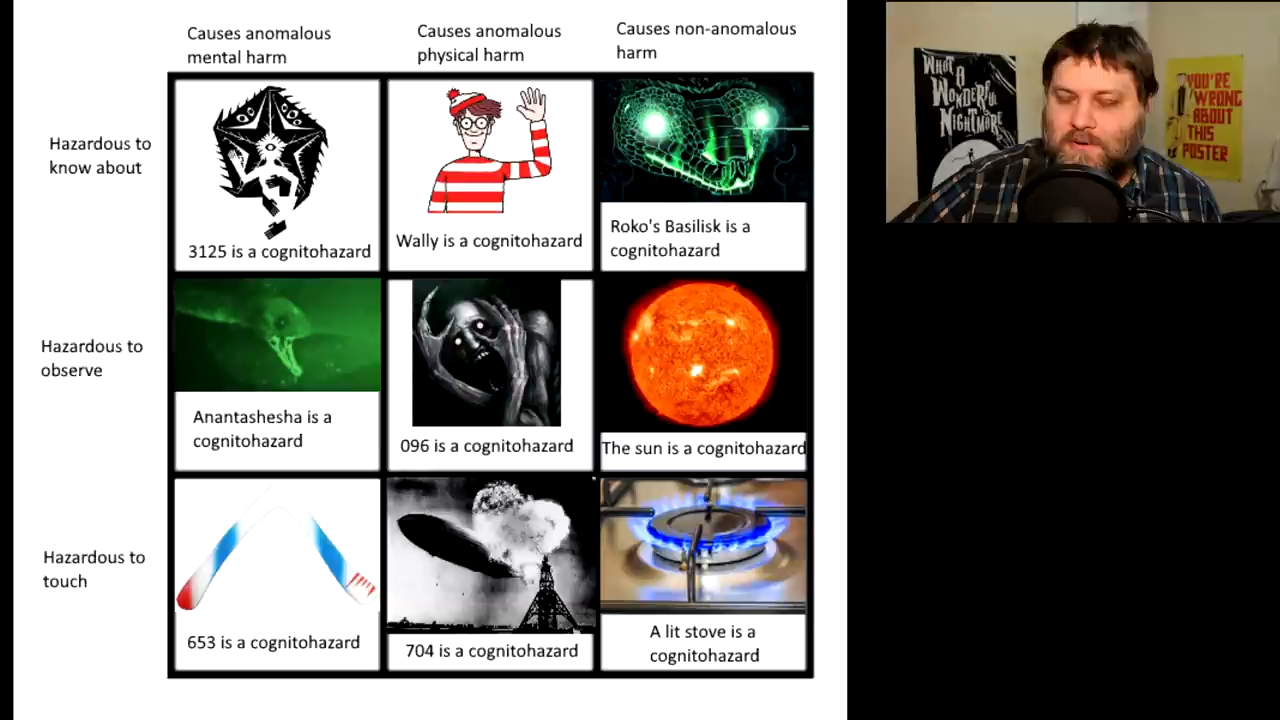 Causes anomalous
mental harm
Causes anomalous
physical harm
Causes non-anomalous
harm
Hazardous to
know about
3125 is a cognitohazard
Wally is a cognitohazard
Roko's Basilisk is a
cognitohazard
Hazardous to
observe
Anantashesha is a
cognitohazard
096 is a cognitohazard
The sun is a cognitohazard
Hazardous to
touch
653 is a cognitohazard
704 is a cognitohazard
A lit stove is a
cognitohazard
WHAT
A
WONDERFUL
NIGHTMARE
YOU'RE
WRONG
ABOUT
THIS
POSTER